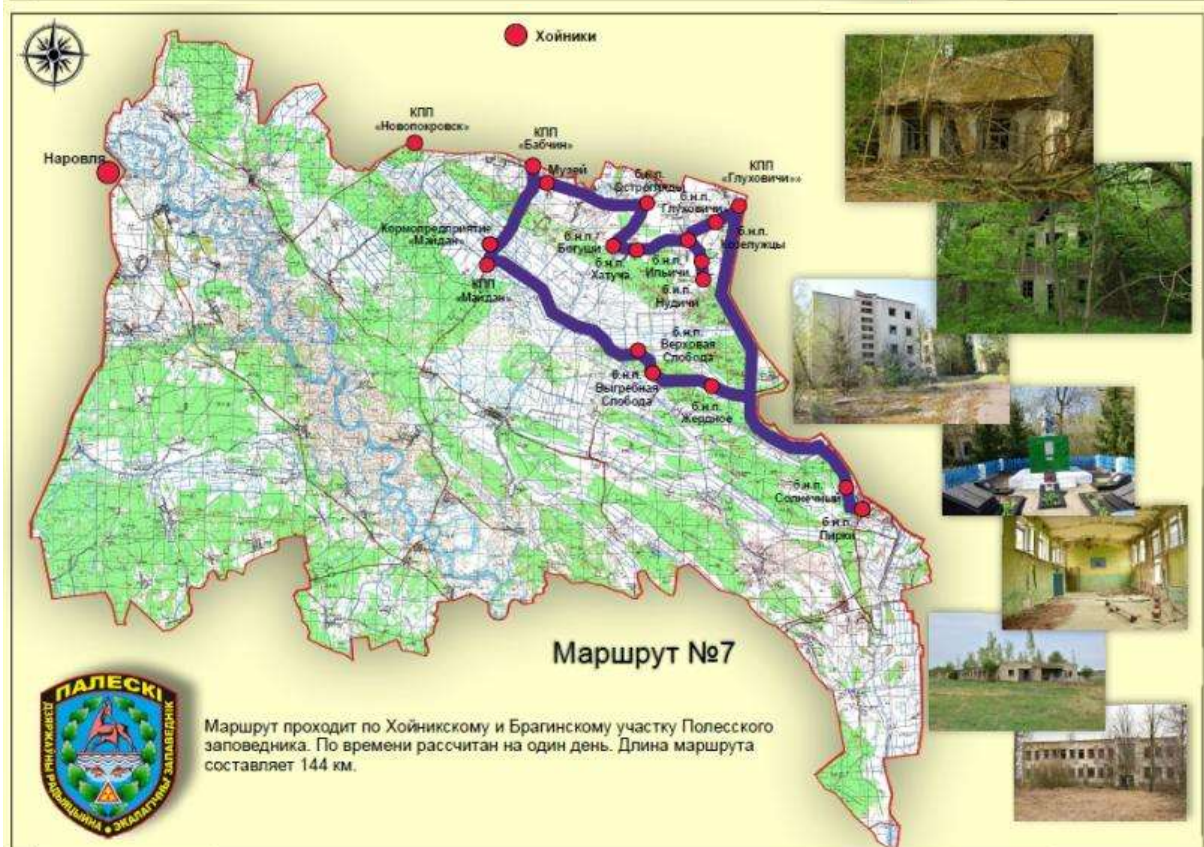 Хойники
КПП
«Новопокровск»
КПП
«Бабчин»
Наровля
Музей
б.н.п.
Острогляды
КПП
«Глуховичи»»
б.н.п.
Глуховичи
Кормопредприятие
«Майдан»
б.н.п.
Богуши
б.н.п.
Козелужцы
б.н.п.
Хатуча
б.н.п.
Ильичи
КПП
«Майдан»
б.н.п.
Нудичи
б.н.п.
Верховая
Слобода
б.н.п.
Выгребная
Слобода
б.н.п.
Жердное
б.н.п.
Солнечный
б.н.п.
Пирки
Маршрут №7
Маршрут проходит по Хойникскому и Брагинскому участку Полесского
заповедника. По времени рассчитан на один день. Длина маршрута
составляет 144 км.
ПАЛЕСКІ
ДЗЯРЖАЎНЫ РАДЫЯЦЫЙНА • ЭКАЛАГІЧНЫ ЗАПАВЕДНІК